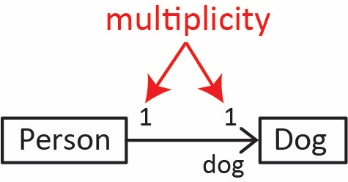 multiplicity
1 1
Person Dog
dog